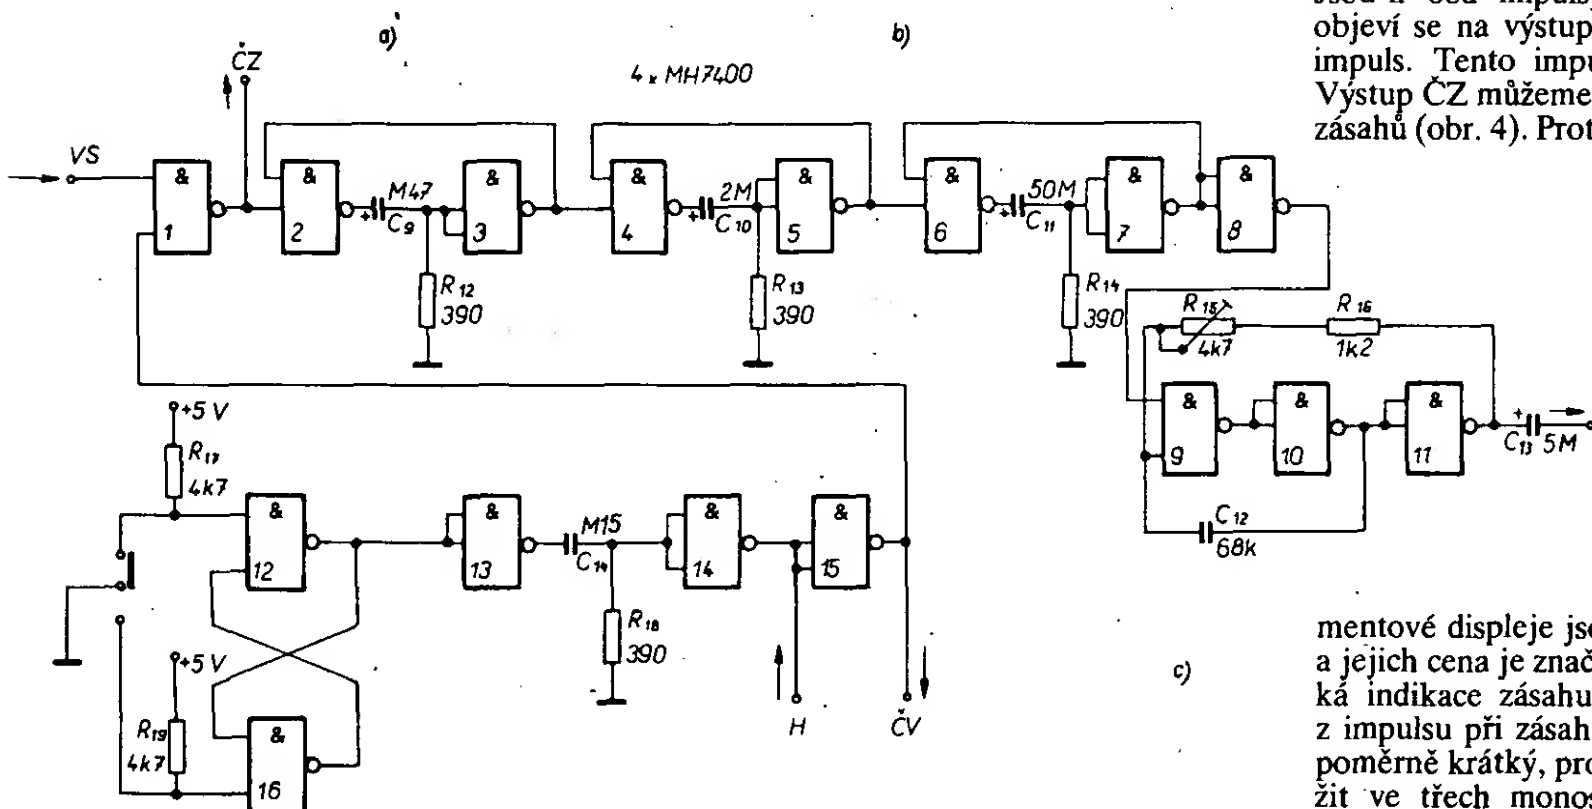 a)
b)
4 x MH7400
ČZ
VS
&
1
&
2
M47
+
C9
&
3
R12
390
&
4
2M
+
C10
&
5
R13
390
&
6
50M
+
C11
&
7
R14
390
&
8
R15
4k7
R16
1k2
&
9
&
10
&
11
+
C13
5M
C12
68k
+5 V
R17
4k7
&
12
&
13
M15
C14
R18
390
&
14
&
15
H
ČV
+5 V
R19
4k7
&
16
c)
objeví se na výstup
impuls. Tento impu
Výstup ČZ můžeme
zásahů (obr. 4). Prot
mentové displeje jso
a jejich cena je znač
ká indikace zásahu
z impulsu při zásah
poměrně krátký, pro
žit ve třech monos